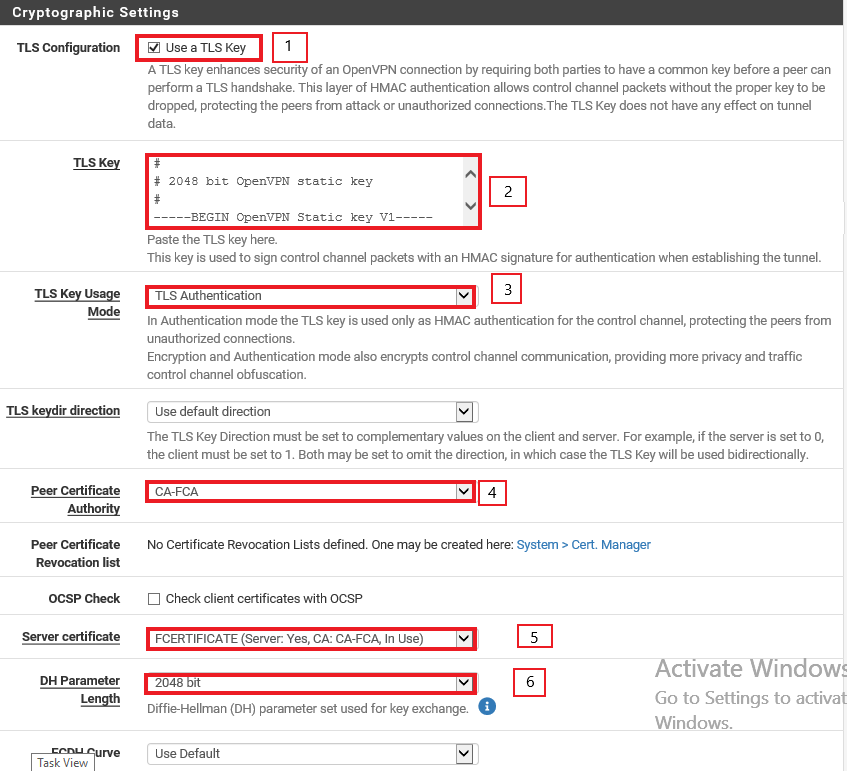 Cryptographic Settings
TLS Configuration
Use a TLS Key
1
A TLS key enhances security of an OpenVPN connection by requiring both parties to have a common key before a peer can
perform a TLS handshake. This layer of HMAC authentication allows control channel packets without the proper key to be
dropped, protecting the peers from attack or unauthorized connections.The TLS Key does not have any effect on tunnel
data.
TLS Key
#
# 2048 bit OpenVPN static key
#
-----BEGIN OpenVPN Static key V1-----
2
Paste the TLS key here.
This key is used to sign control channel packets with an HMAC signature for authentication when establishing the tunnel.
TLS Key Usage
Mode
TLS Authentication
3
In Authentication mode the TLS key is used only as HMAC authentication for the control channel, protecting the peers from
unauthorized connections.
Encryption and Authentication mode also encrypts control channel communication, providing more privacy and traffic
control channel obfuscation.
TLS keydir direction
Use default direction
The TLS Key Direction must be set to complementary values on the client and server. For example, if the server is set to 0,
the client must be set to 1. Both may be set to omit the direction, in which case the TLS Key will be used bidirectionally.
Peer Certificate
Authority
CA-FCA
4
Peer Certificate
Revocation list
No Certificate Revocation Lists defined. One may be created here: System > Cert. Manager
OCSP Check
Check client certificates with OCSP
Server certificate
FCERTIFICATE (Server: Yes, CA: CA-FCA, In Use)
5
DH Parameter
Length
2048 bit
6
Diffie-Hellman (DH) parameter set used for key exchange.
Activate Windows
Go to Settings to activat
Windows.
ECDH Curve
Use Default
Task View